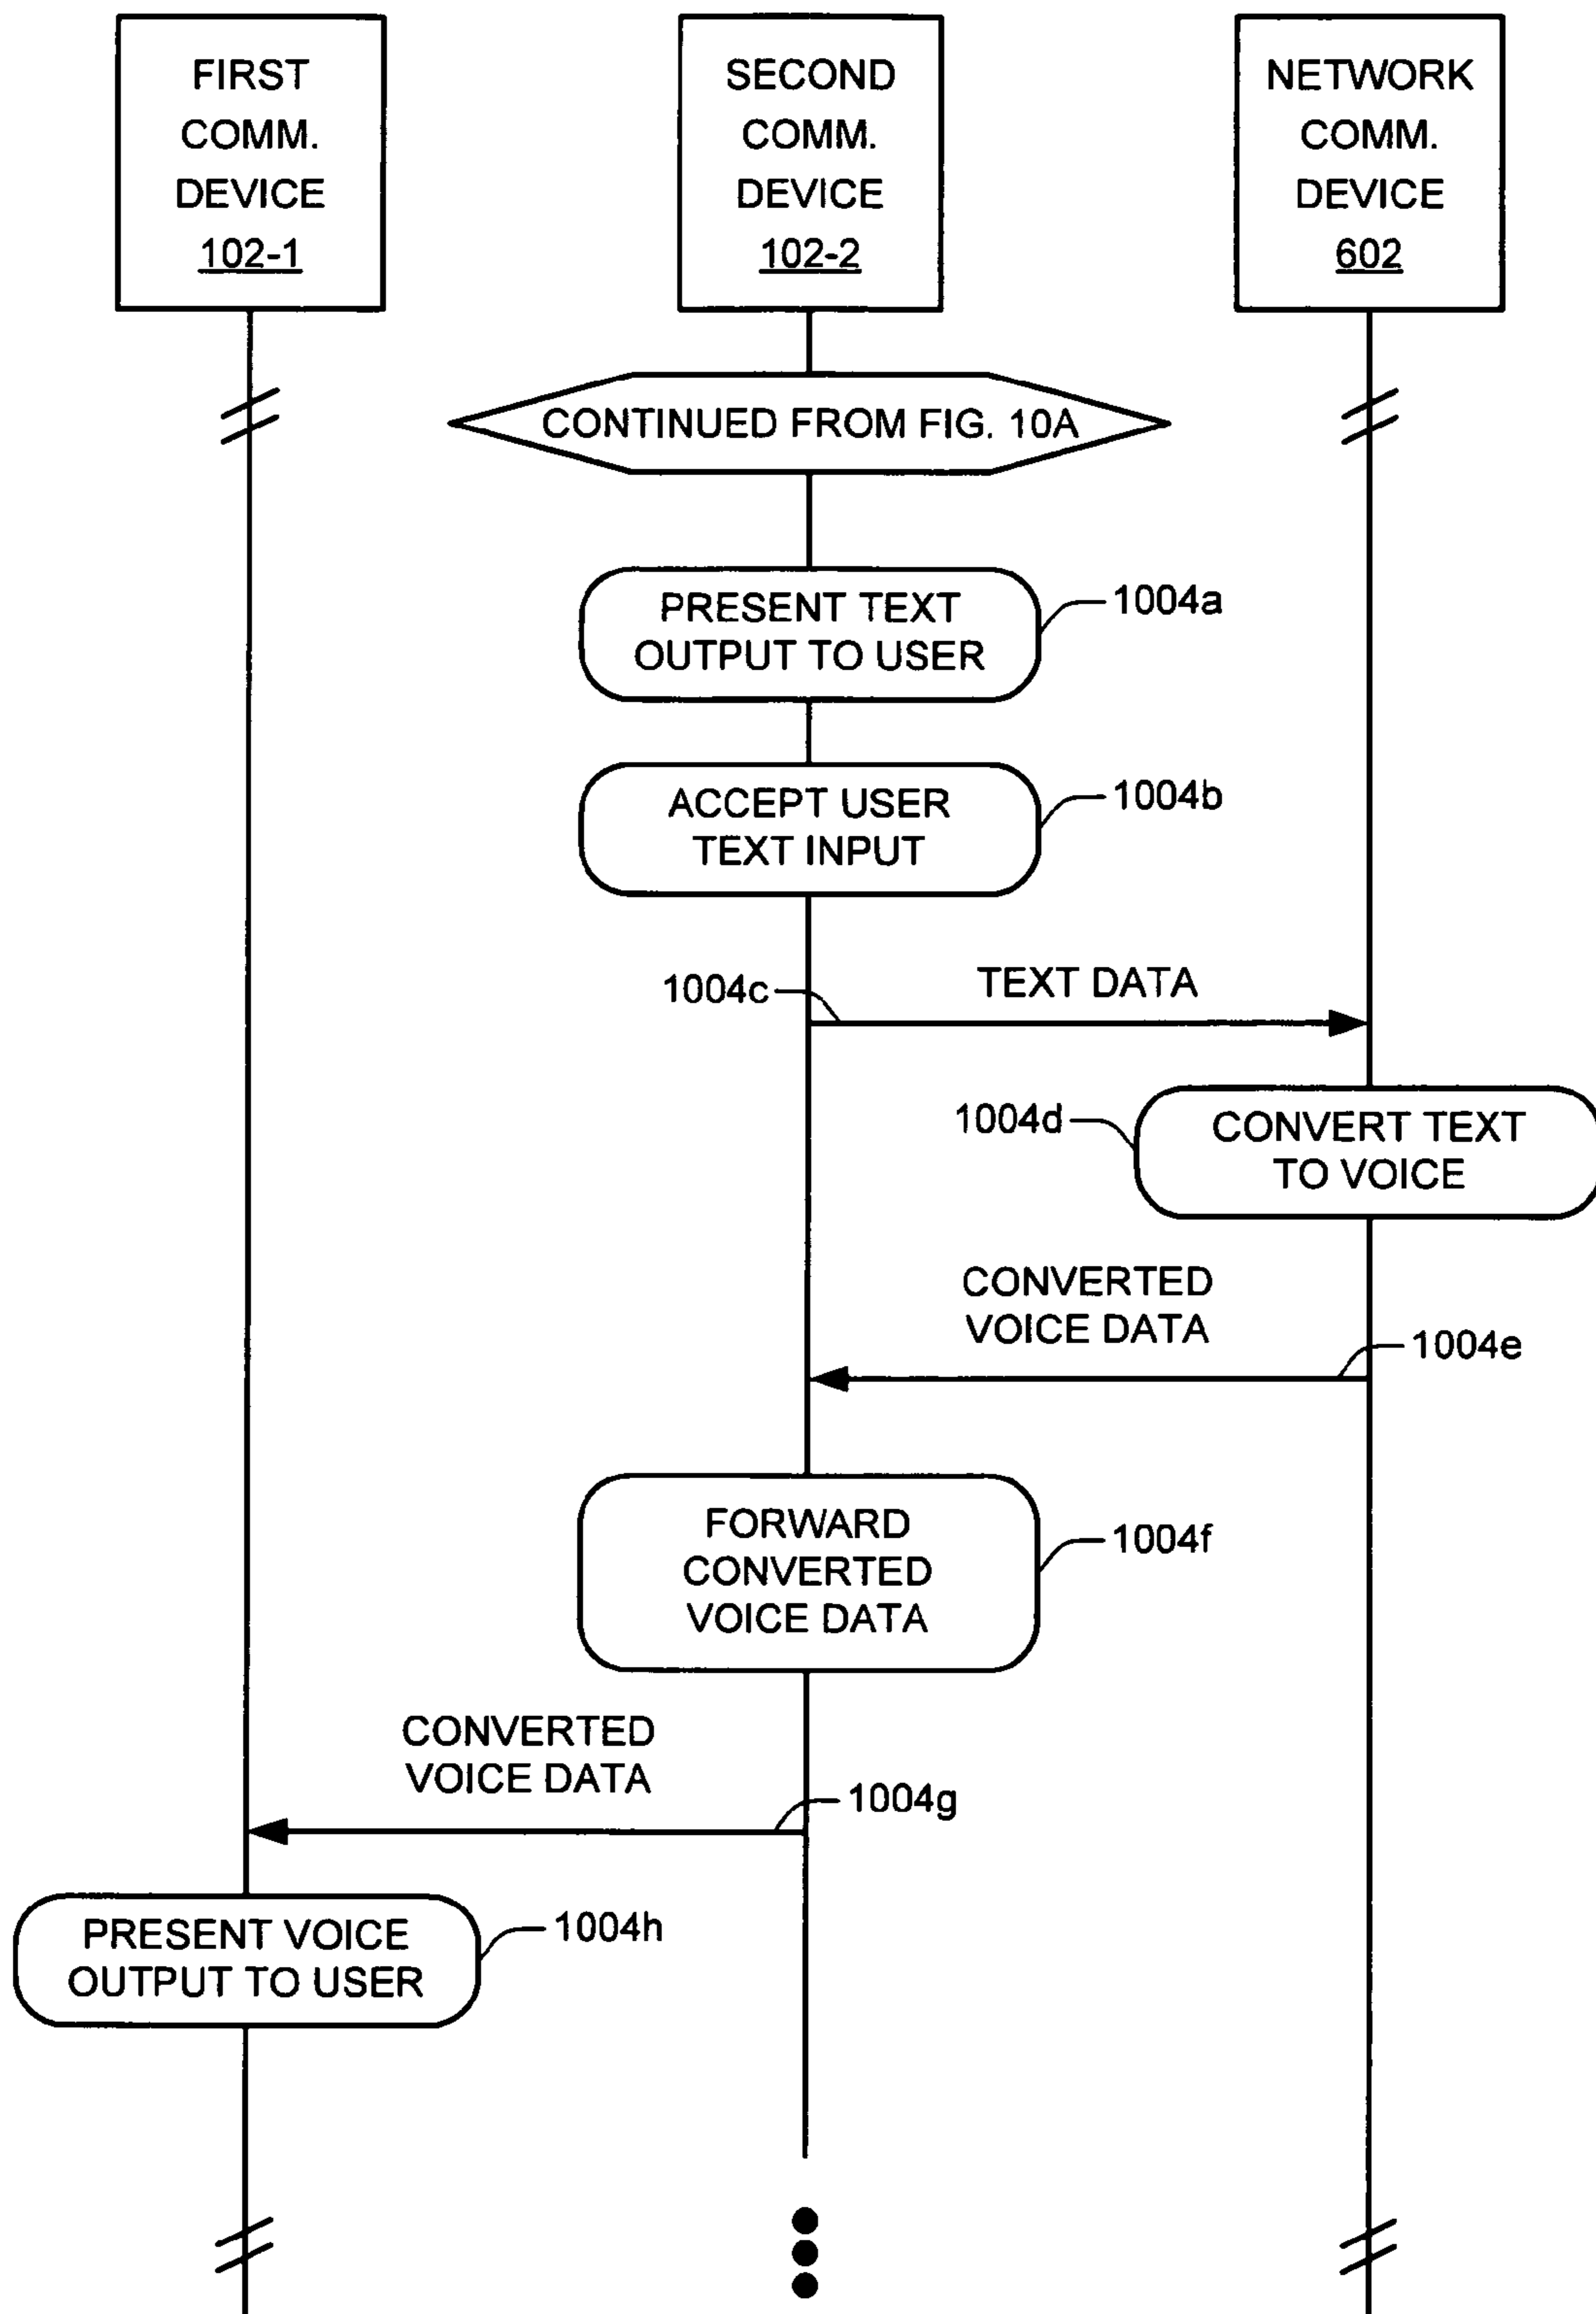 FIRST
COMM.
DEVICE
102-1
SECOND
COMM.
DEVICE
102-2
NETWORK
COMM.
DEVICE
602
CONTINUED FROM FIG. 10A
PRESENT TEXT
OUTPUT TO USER
1004a
ACCEPT USER
TEXT INPUT
1004b
1004c
TEXT DATA
1004d
CONVERT TEXT
TO VOICE
CONVERTED
VOICE DATA
1004e
FORWARD
CONVERTED
VOICE DATA
1004f
CONVERTED
VOICE DATA
1004g
PRESENT VOICE
OUTPUT TO USER
1004h